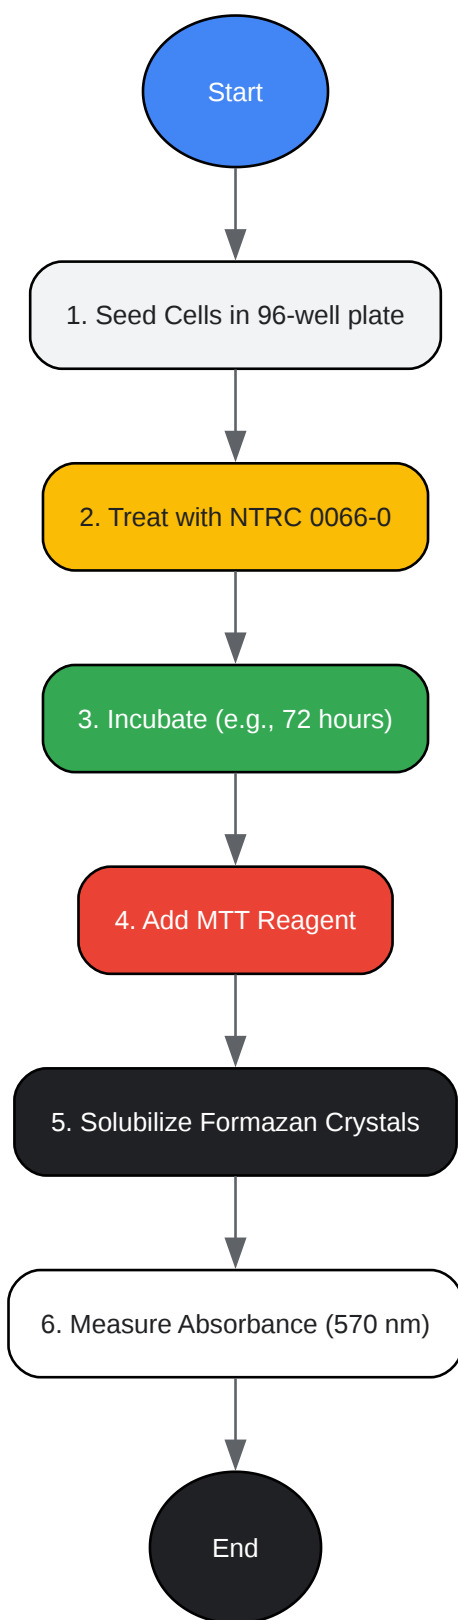 Start
1. Seed Cells in 96-well plate
2. Treat with NTRC 0066-0
3. Incubate (e.g., 72 hours)
4. Add MTT Reagent
5. Solubilize Formazan Crystals
6. Measure Absorbance (570 nm)
End